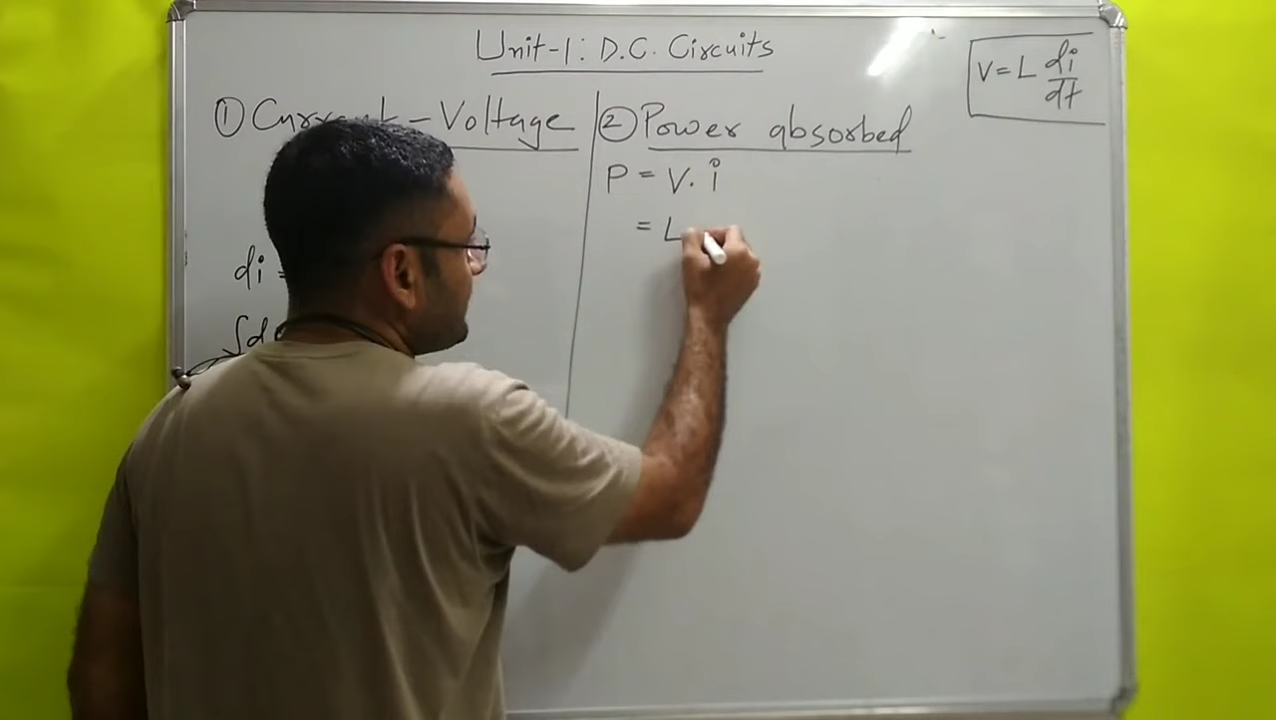 Unit-1: D.C. Circuits
V = L di/dt
① Current - Voltage
di =
∫d
② Power absorbed
P = V. i
= L